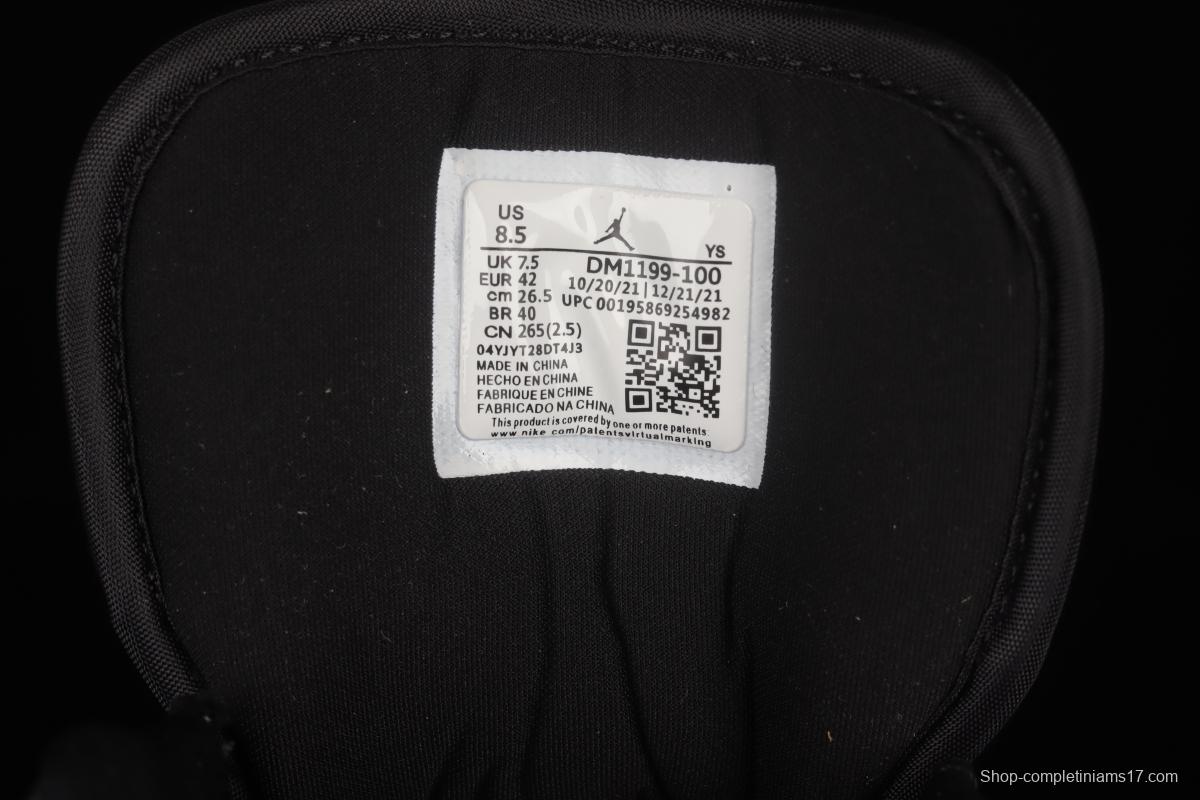 US
8.5
YS
UK 7.5
DM1199-100
EUR 42
10/20/21|12/21/21
cm 26.5
UPC 00195869254982
BR 40
CN 265(2.5)
04YJYT28DT4J3
MADE IN CHINA
HECHO EN CHINA
FABRIQUE EN CHINE
FABRICADO NA CHINA
This product is covered by one or more patents.
www.nike com/patentsvirtualmarking
Shop-completiniams17.com